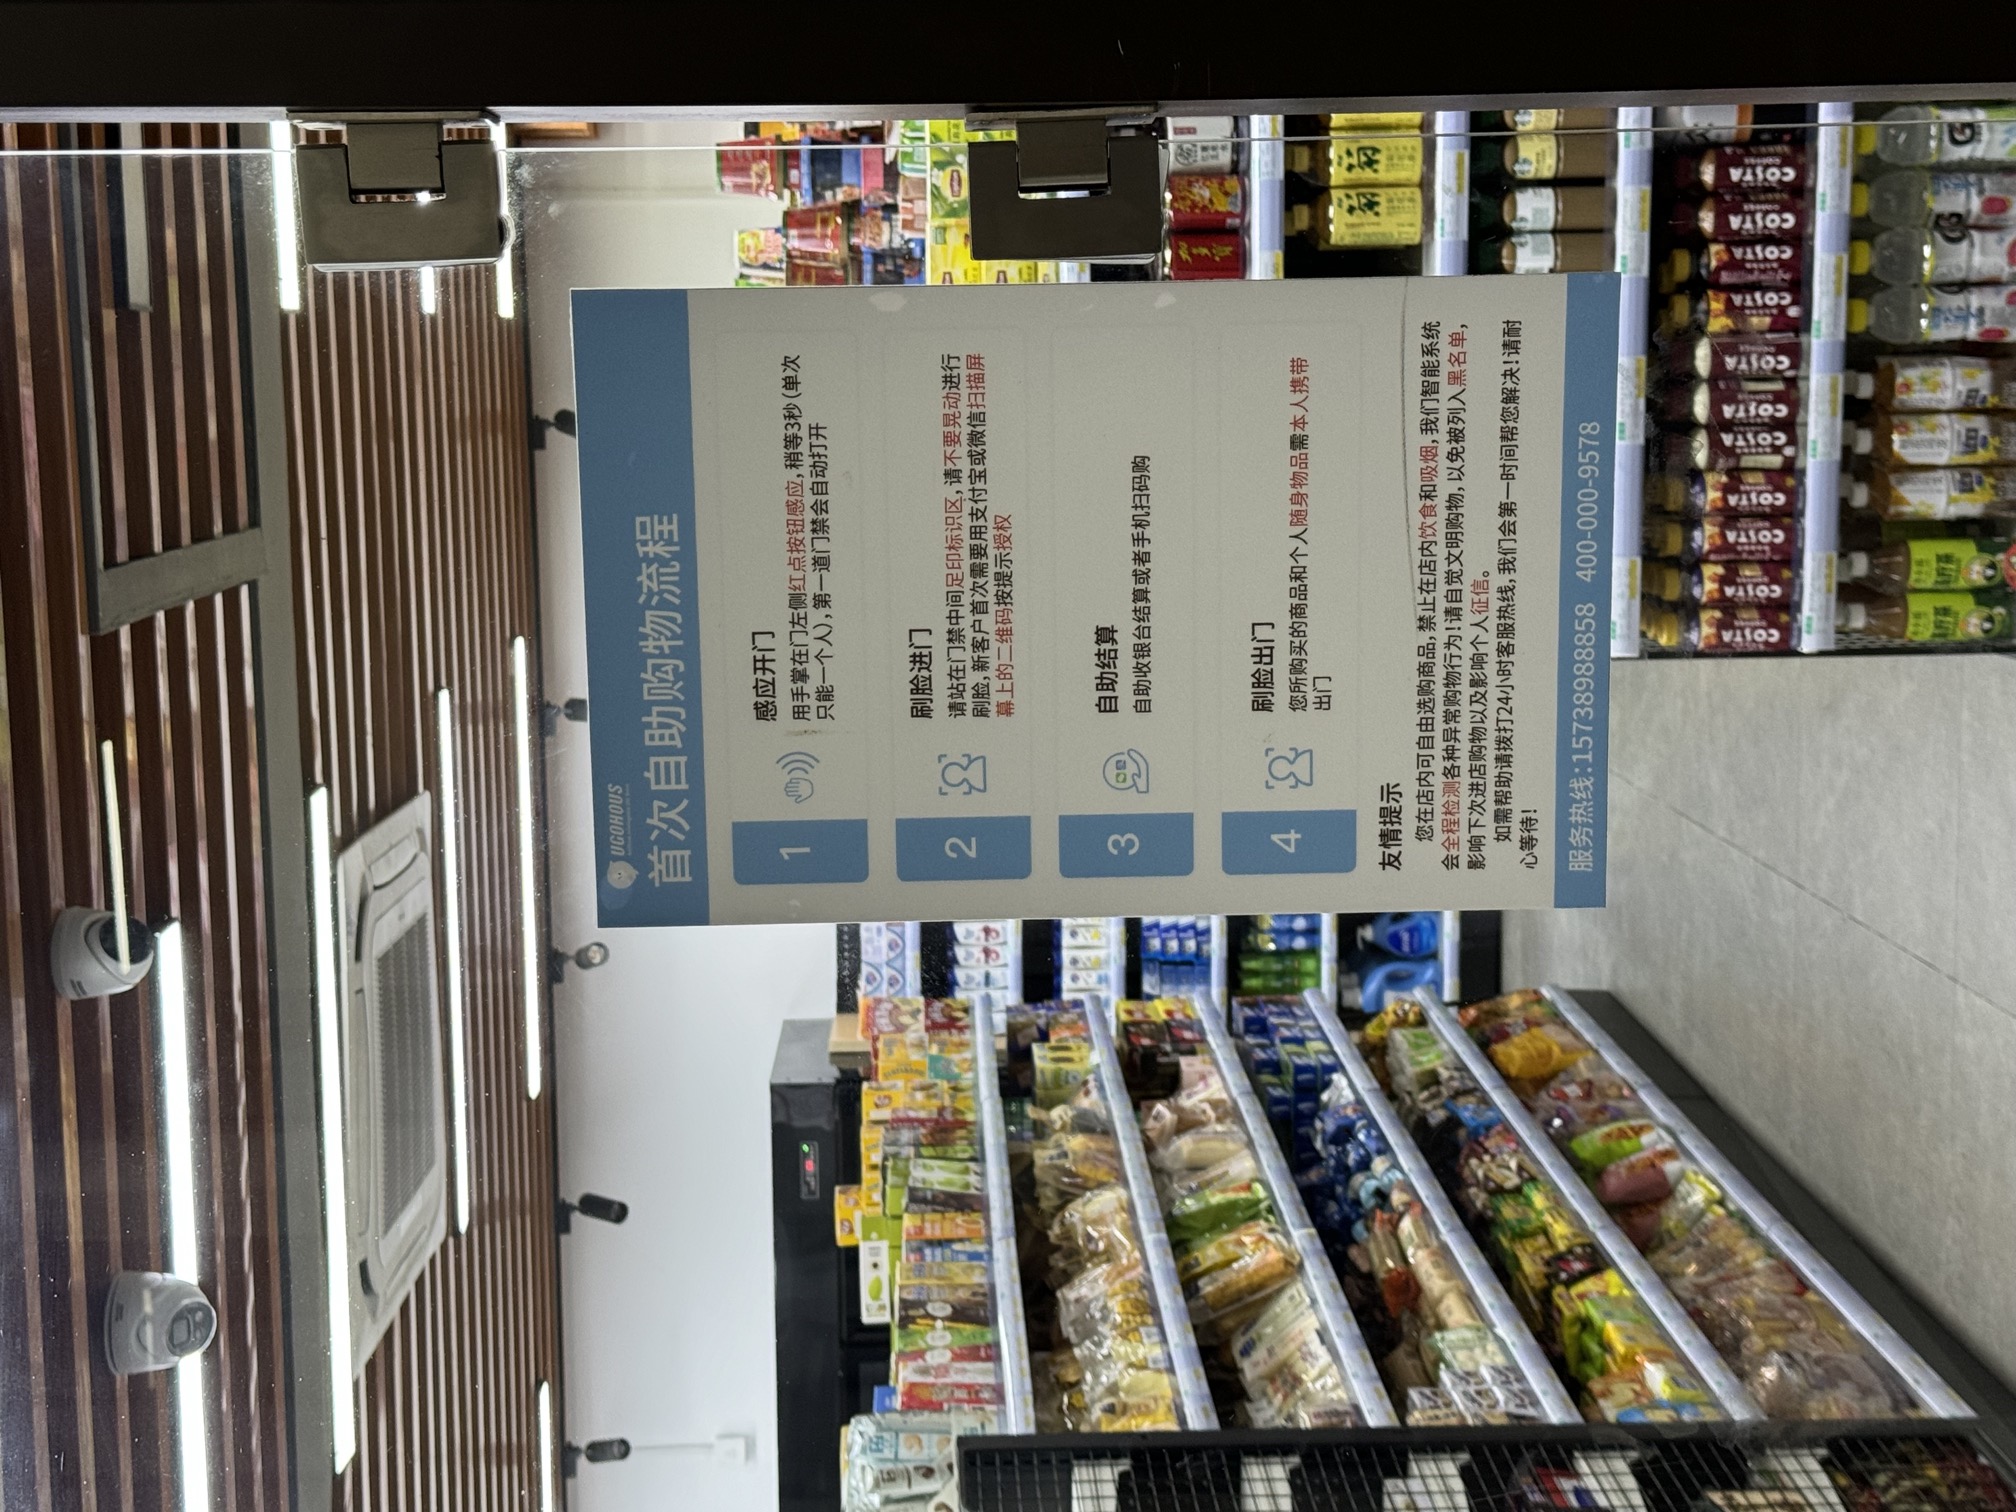 UGOHOUS
首次自助购物流程
1
感应开门
用手掌在门左侧红点按钮感应，稍等3秒（单次
只能一个人），第一道门禁会自动打开
2
刷脸进门
请站在门禁中间足印标识区，请不要晃动进行
刷脸，新客户首次需要用支付宝或微信扫描屏
幕上的二维码按提示授权
3
自助结算
自助收银台结算或者手机扫码购
4
刷脸出门
您所购买的商品和个人随身物品需本人携带
出门
友情提示
您在店内可自由选购商品，禁止在店内饮食和吸烟，我们智能系统
会全程检测各种异常购物行为！请自觉文明购物，以免被列入黑名单，
影响下次进店购物以及影响个人征信。
如需帮助请拨打24小时客服热线，我们会第一时间帮您解决！请耐
心等待！
服务热线：15738988858 400-000-9578
Lipton
加多宝
菊
菊
COSTA
COSTA
COSTA
COSTA
COSTA
COSTA
COSTA
COSTA
COSTA
COSTA
COSTA
G